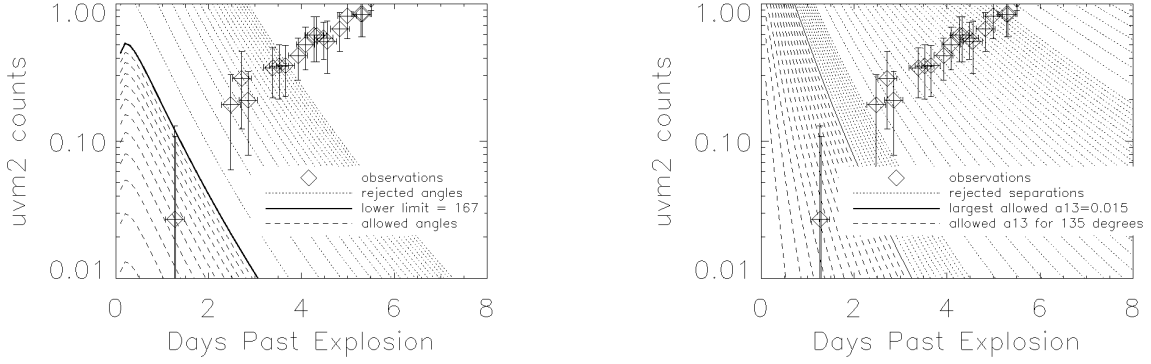 1.00
0.10
0.01
uvm2 counts
observations
rejected angles
lower limit = 167
allowed angles
0 2 4 6 8
Days Past Explosion
1.00
0.10
0.01
uvm2 counts
observations
rejected separations
largest allowed a13=0.015
allowed a13 for 135 degrees
0 2 4 6 8
Days Past Explosion